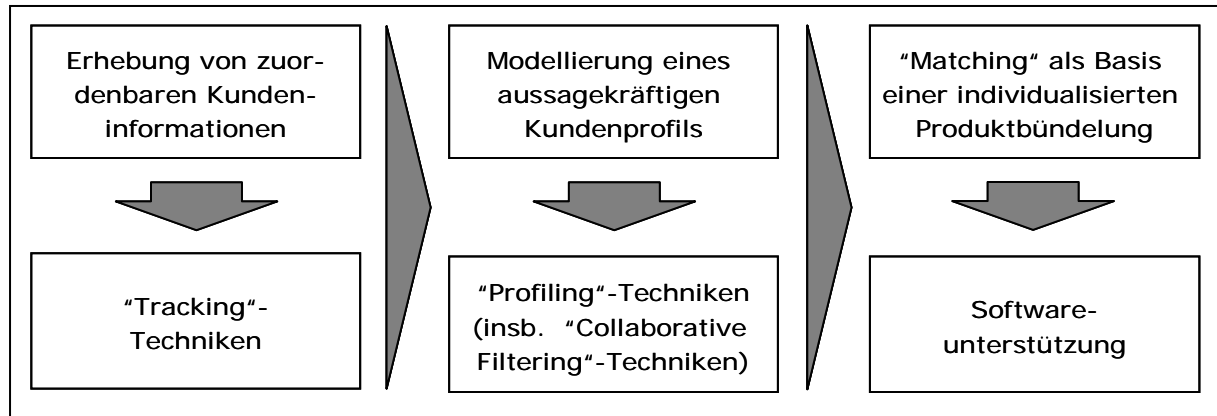 Erhebung von zuor-
denbaren Kunden-
informationen
Modellierung eines
aussagekräftigen
Kundenprofils
“Matching“ als Basis
einer individualisierten
Produktbündelung
“Tracking“-
Techniken
“Profiling“-Techniken
(insb. “Collaborative
Filtering“-Techniken)
Software-
unterstützung